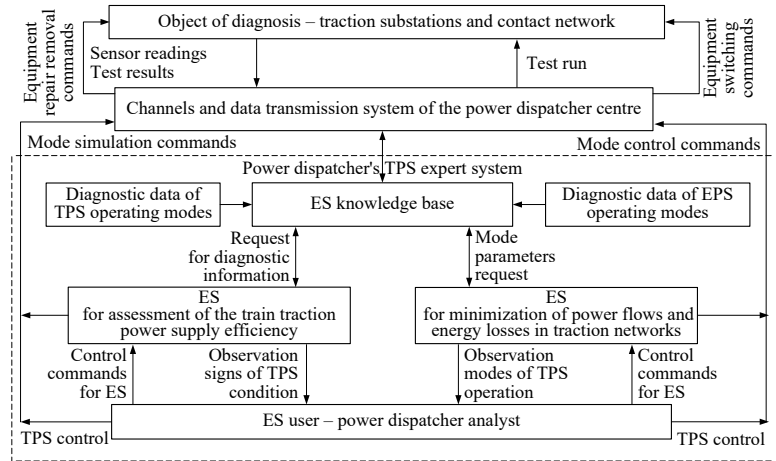 Object of diagnosis – traction substations and contact network
Equipment
repair removal
commands
Sensor readings
Test results
Test run
Equipment
switching
commands
Channels and data transmission system of the power dispatcher centre
Mode simulation commands
Mode control commands
Power dispatcher's TPS expert system
Diagnostic data of
TPS operating modes
ES knowledge base
Diagnostic data of EPS
operating modes
Request
for diagnostic
information
Mode
parameters
request
ES
for assessment of the train traction
power supply efficiency
ES
for minimization of power flows and
energy losses in traction networks
Control
commands
for ES
Observation
signs of TPS
condition
Observation
modes of TPS
operation
Control
commands
for ES
ES user – power dispatcher analyst
TPS control
TPS control